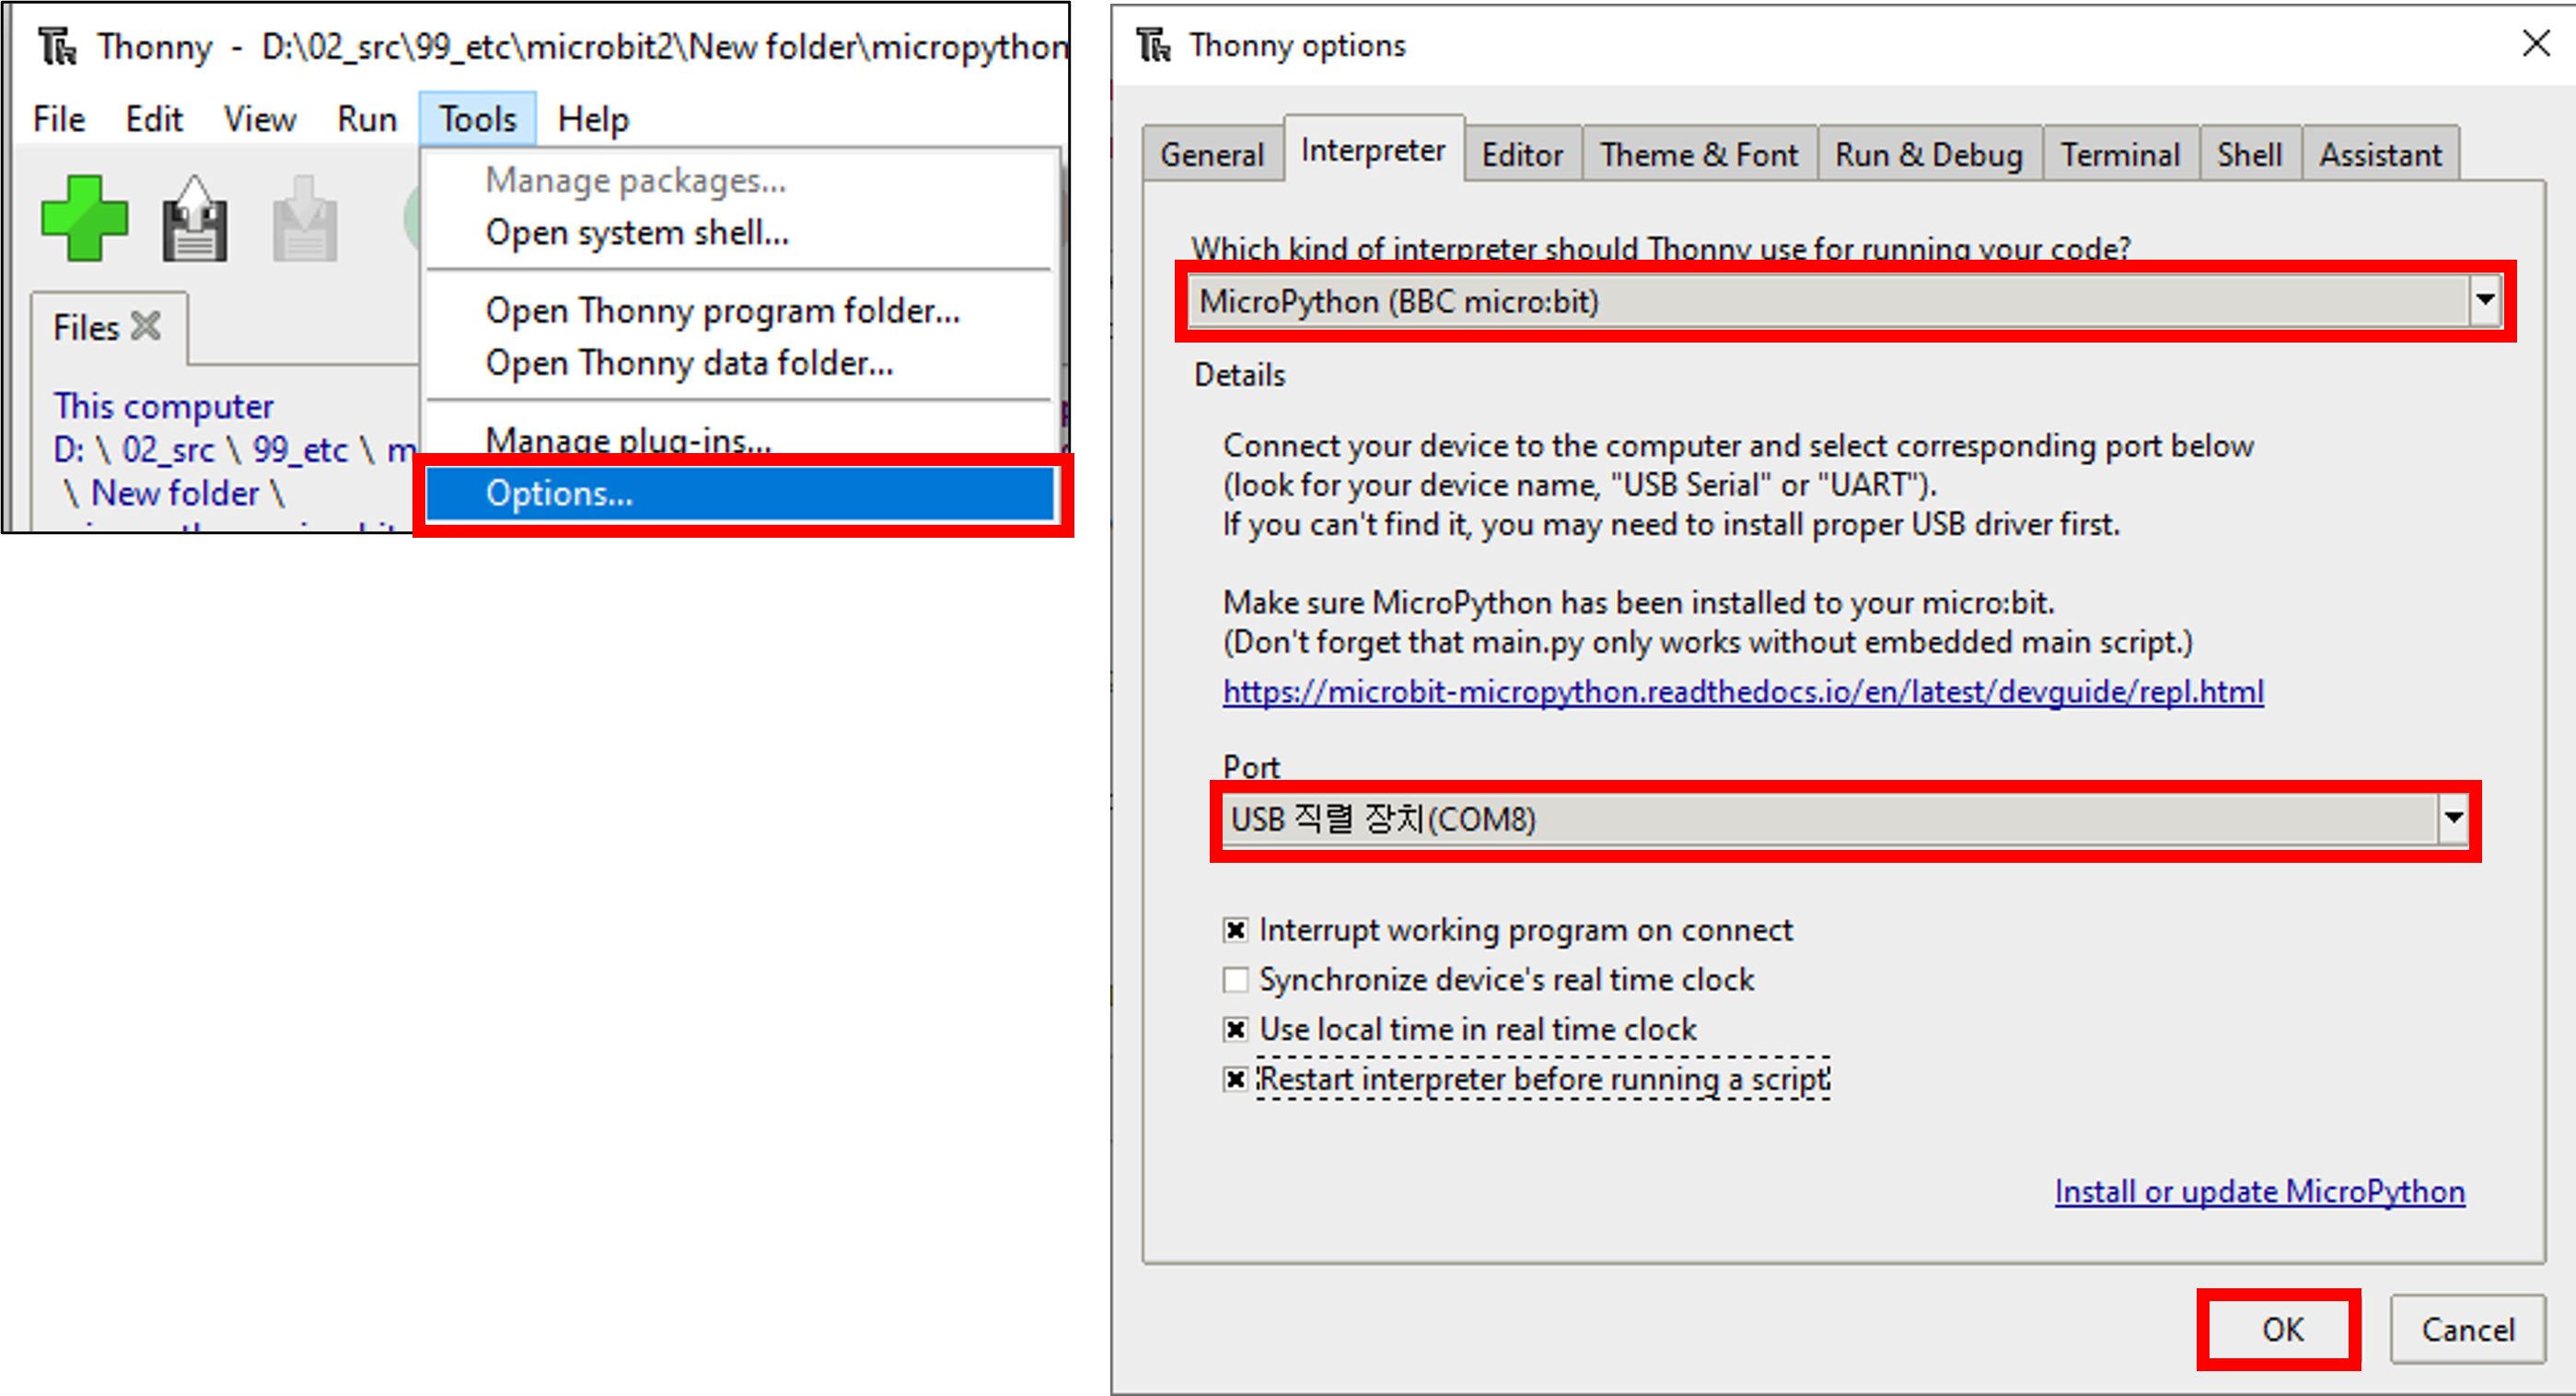 Thonny - D:\02_src\99_etc\microbit2\New folder\micropython
File Edit View Run Tools Help
Manage packages...
Open system shell...
Open Thonny program folder...
Open Thonny data folder...
Manage plug-ins...
Options...
Files
This computer
D: \ 02_src \ 99_etc \ m
\ New folder \
Thonny options
General Interpreter Editor Theme & Font Run & Debug Terminal Shell Assistant
Which kind of interpreter should Thonny use for running your code?
MicroPython (BBC micro:bit)
Details
Connect your device to the computer and select corresponding port below
(look for your device name, "USB Serial" or "UART").
If you can't find it, you may need to install proper USB driver first.
Make sure MicroPython has been installed to your micro:bit.
(Don't forget that main.py only works without embedded main script.)
https://microbit-micropython.readthedocs.io/en/latest/devguide/repl.html
Port
USB 직렬 장치(COM8)
Interrupt working program on connect
Synchronize device's real time clock
Use local time in real time clock
Restart interpreter before running a script
Install or update MicroPython
OK Cancel